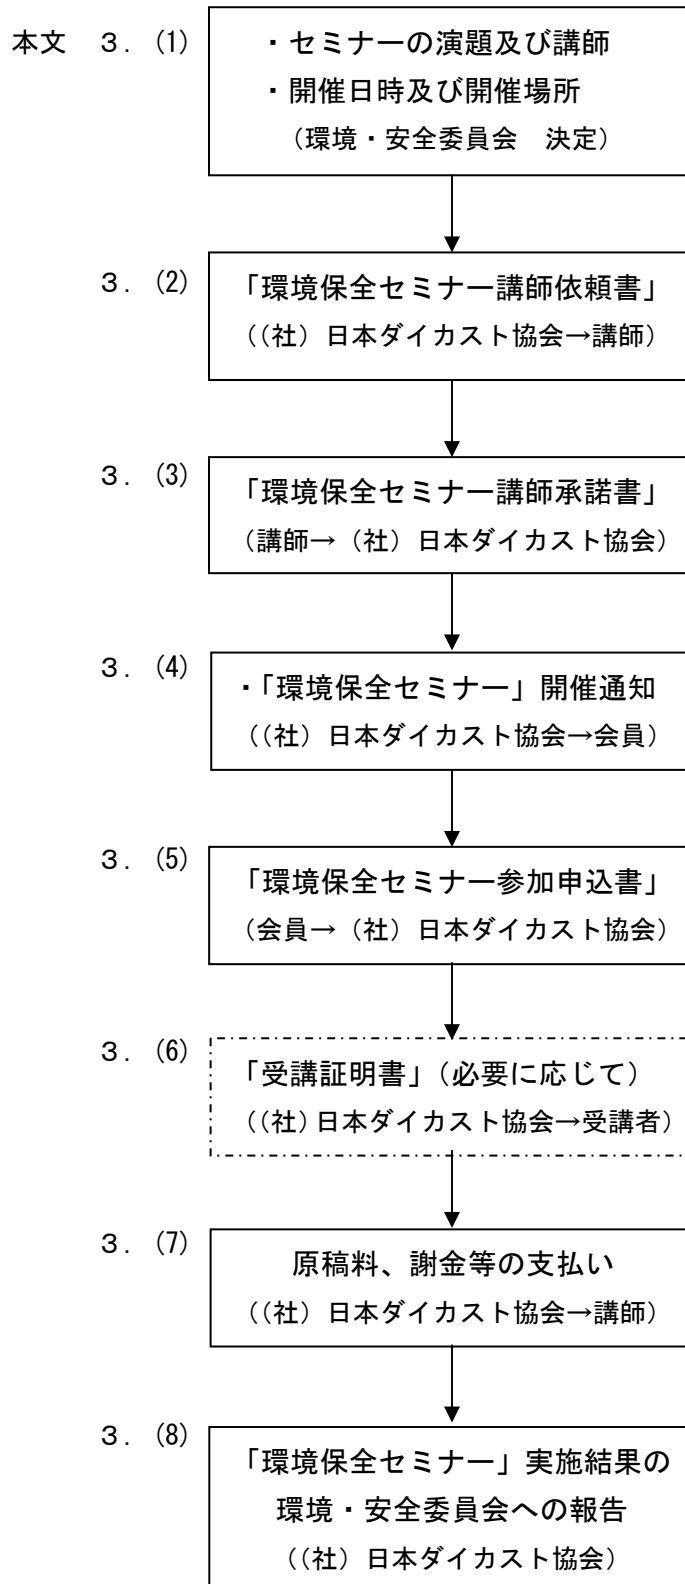 本文　３. (1)
・セミナーの演題及び講師
・開催日時及び開催場所
（環境・安全委員会　決定）
３. (2)
「環境保全セミナー講師依頼書」
（(社）日本ダイカスト協会→講師）
３. (3)
「環境保全セミナー講師承諾書」
（講師→（社）日本ダイカスト協会）
３. (4)
・「環境保全セミナー」開催通知
（(社）日本ダイカスト協会→会員）
３. (5)
「環境保全セミナー参加申込書」
（会員→（社）日本ダイカスト協会）
３. (6)
「受講証明書」（必要に応じて）
（(社）日本ダイカスト協会→受講者）
３. (7)
原稿料、謝金等の支払い
（(社）日本ダイカスト協会→講師）
３. (8)
「環境保全セミナー」実施結果の
環境・安全委員会への報告
（(社）日本ダイカスト協会）